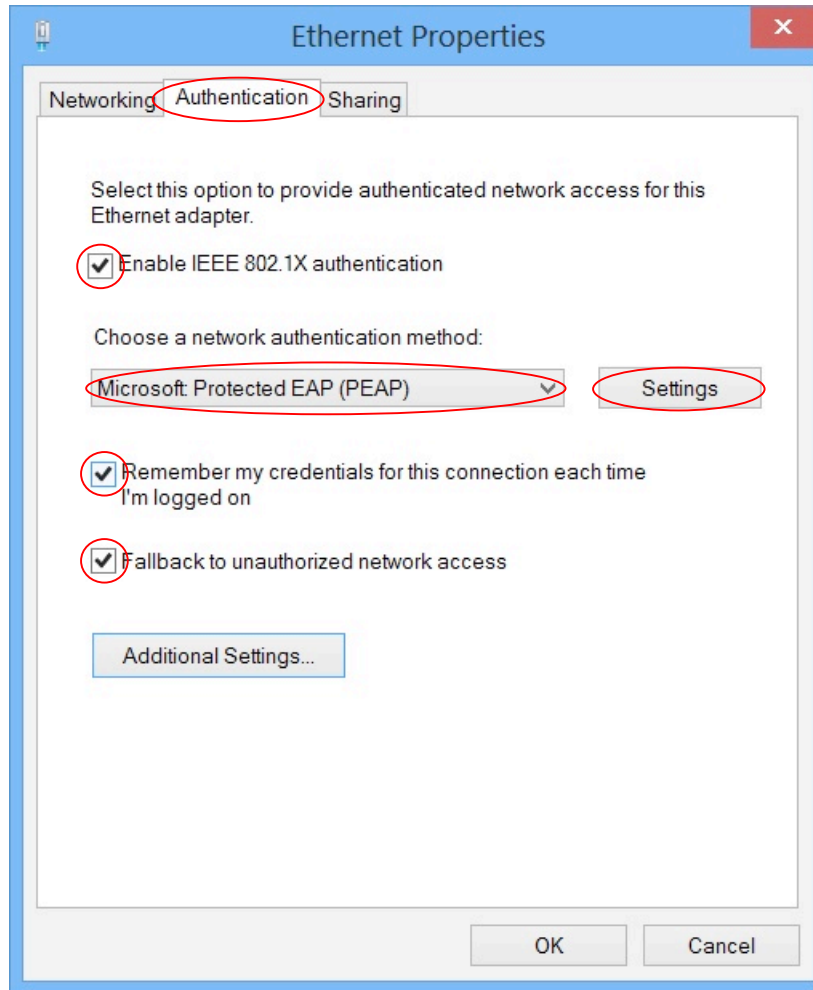 Ethernet Properties
Networking Authentication Sharing
Select this option to provide authenticated network access for this
Ethernet adapter.
Enable IEEE 802.1X authentication
Choose a network authentication method:
Microsoft: Protected EAP (PEAP) Settings
Remember my credentials for this connection each time
I'm logged on
Fallback to unauthorized network access
Additional Settings...
OK Cancel